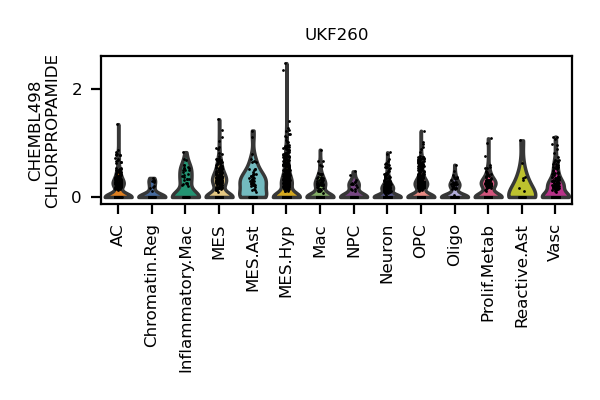 UKF260
CHEMBL498
CHLORPROPAMIDE
2
0
AC
Chromatin.Reg
Inflammatory.Mac
MES
MES.Ast
MES.Hyp
Mac
NPC
Neuron
OPC
Oligo
Prolif.Metab
Reactive.Ast
Vasc